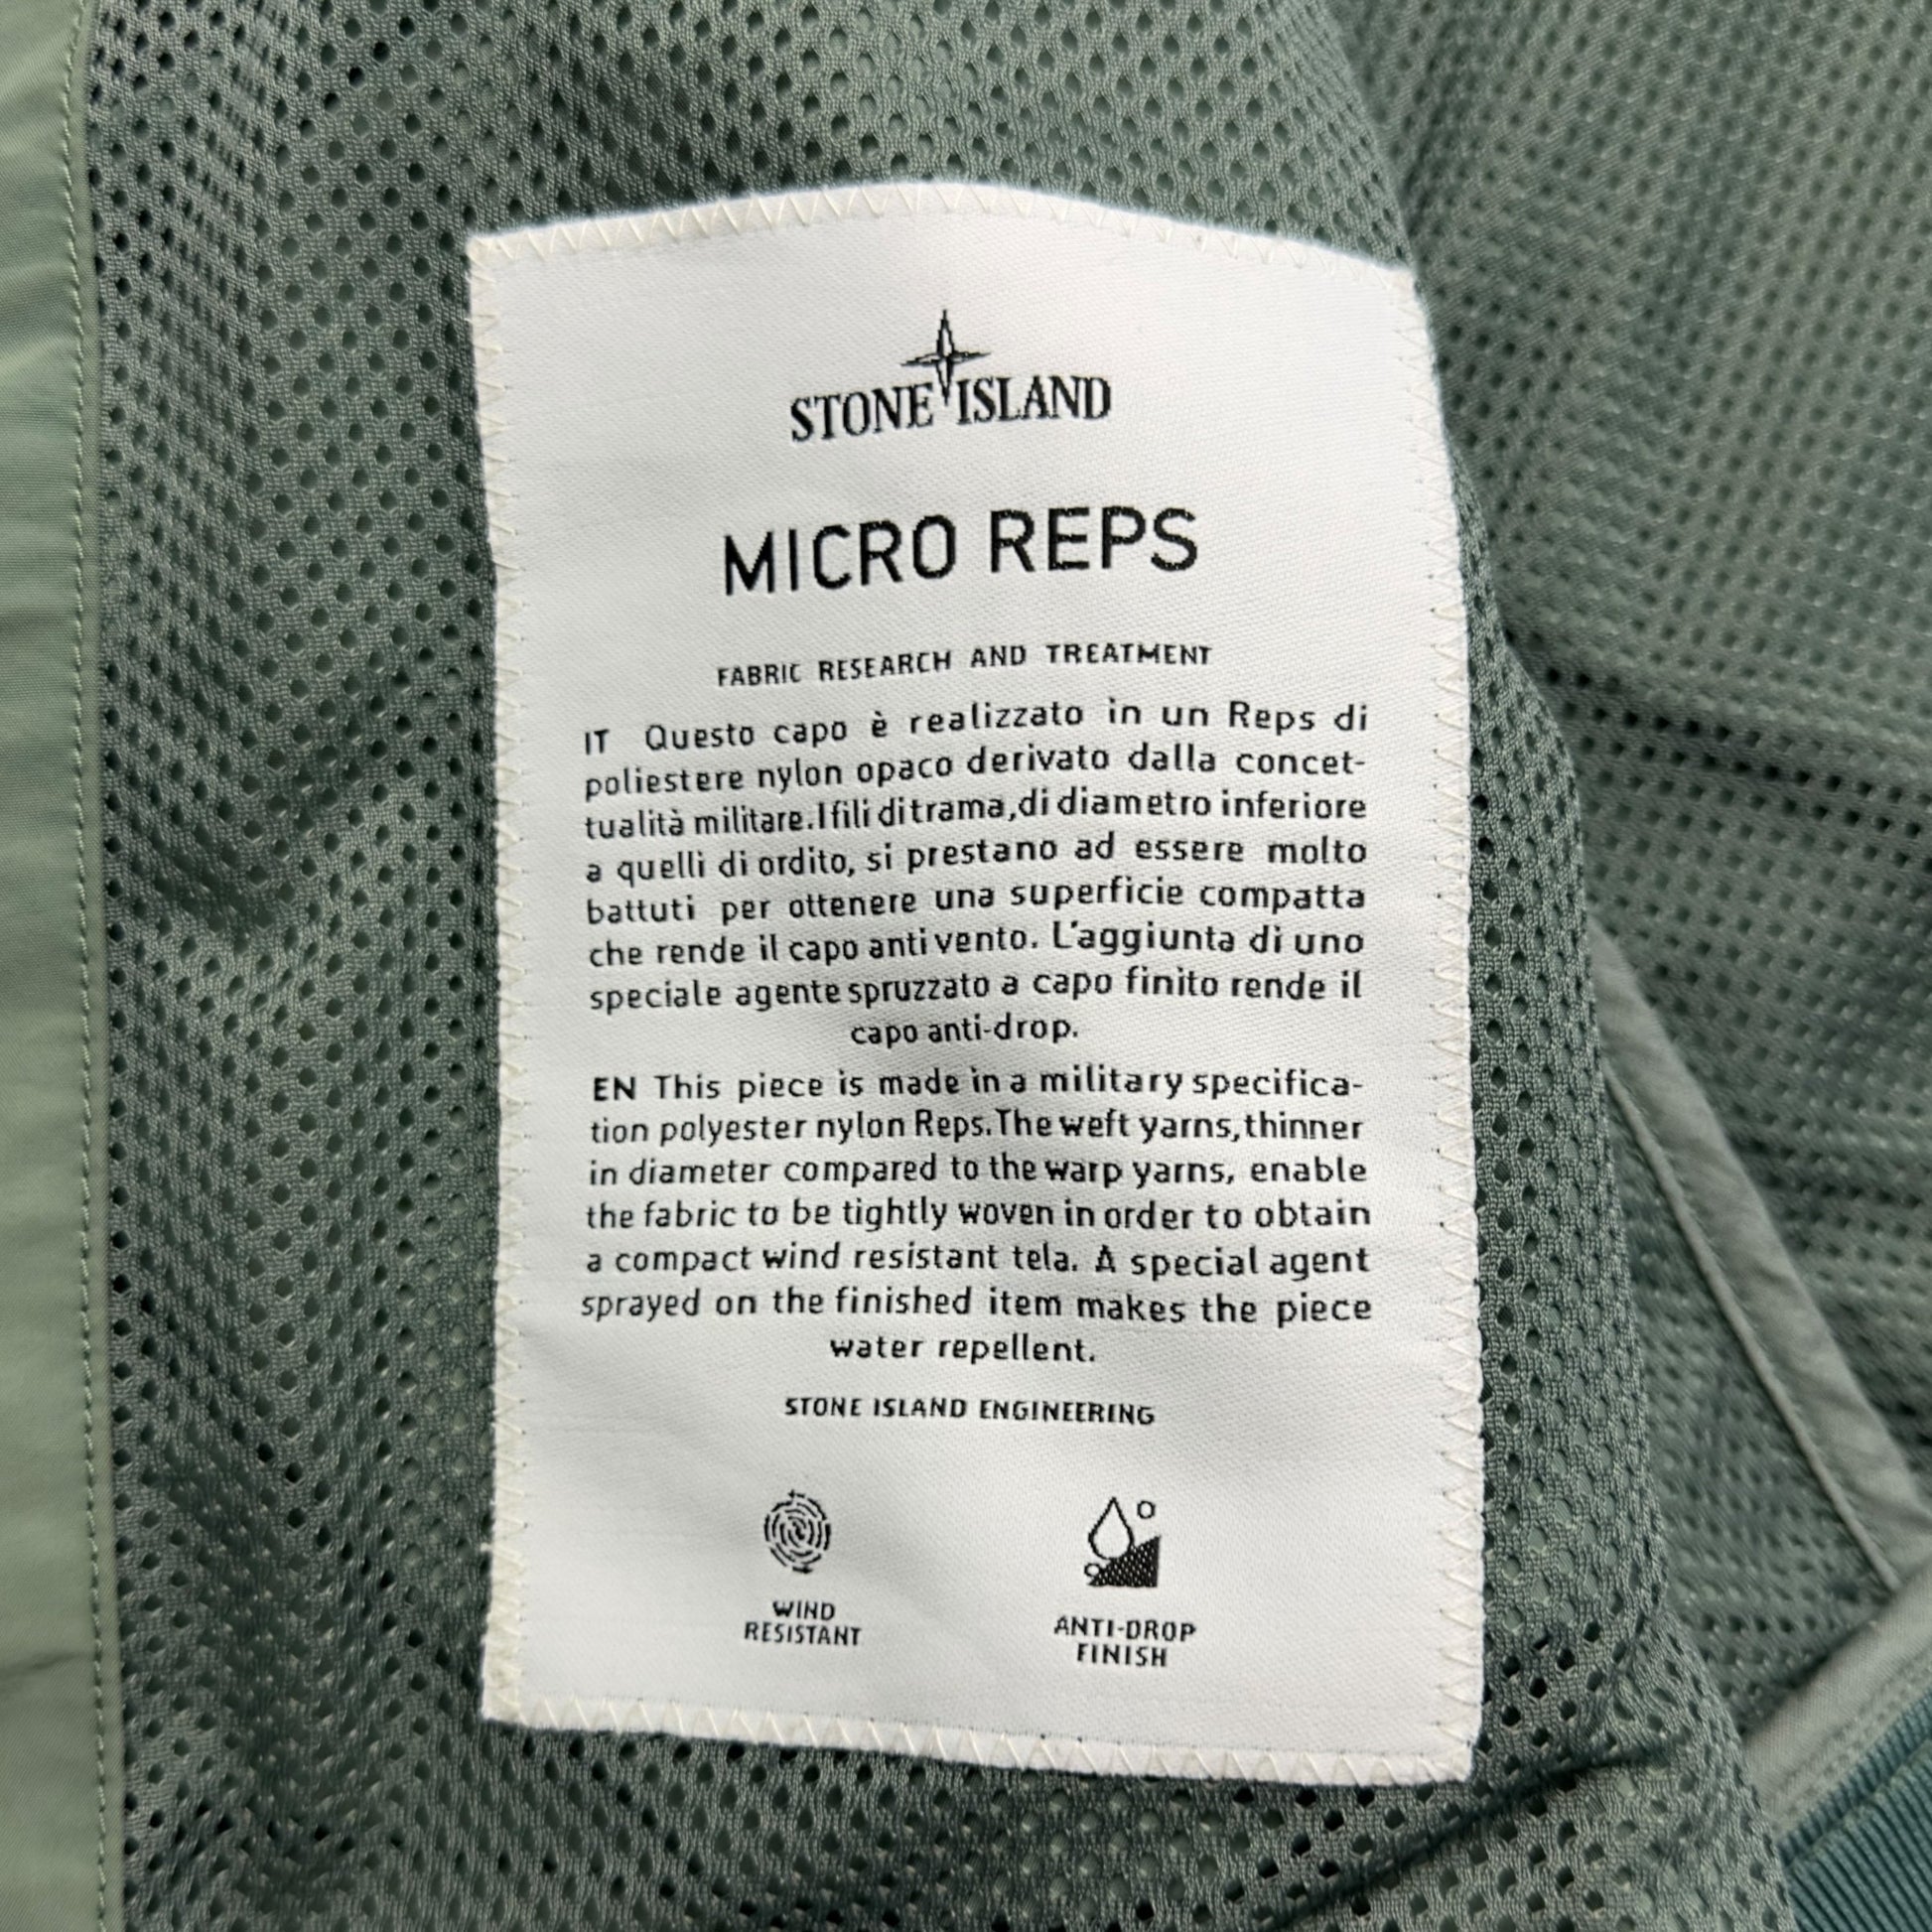 STONE ISLAND
MICRO REPS
FABRIC RESEARCH AND TREATMENT
IT Questo capo è realizzato in un Reps di
poliestere nylon opaco derivato dalla concet-
tualità militare. I fili di trama, di diametro inferiore
a quelli di ordito, si prestano ad essere molto
battuti per ottenere una superficie compatta
che rende il capo antivento. L'aggiunta di uno
speciale agente spruzzato a capo finito rende il
capo anti-drop.
EN This piece is made in a military specifica-
tion polyester nylon Reps. The weft yarns, thinner
in diameter compared to the warp yarns, enable
the fabric to be tightly woven in order to obtain
a compact wind resistant tela. A special agent
sprayed on the finished item makes the piece
water repellent.
STONE ISLAND ENGINEERING
WIND
RESISTANT
ANTI-DROP
FINISH